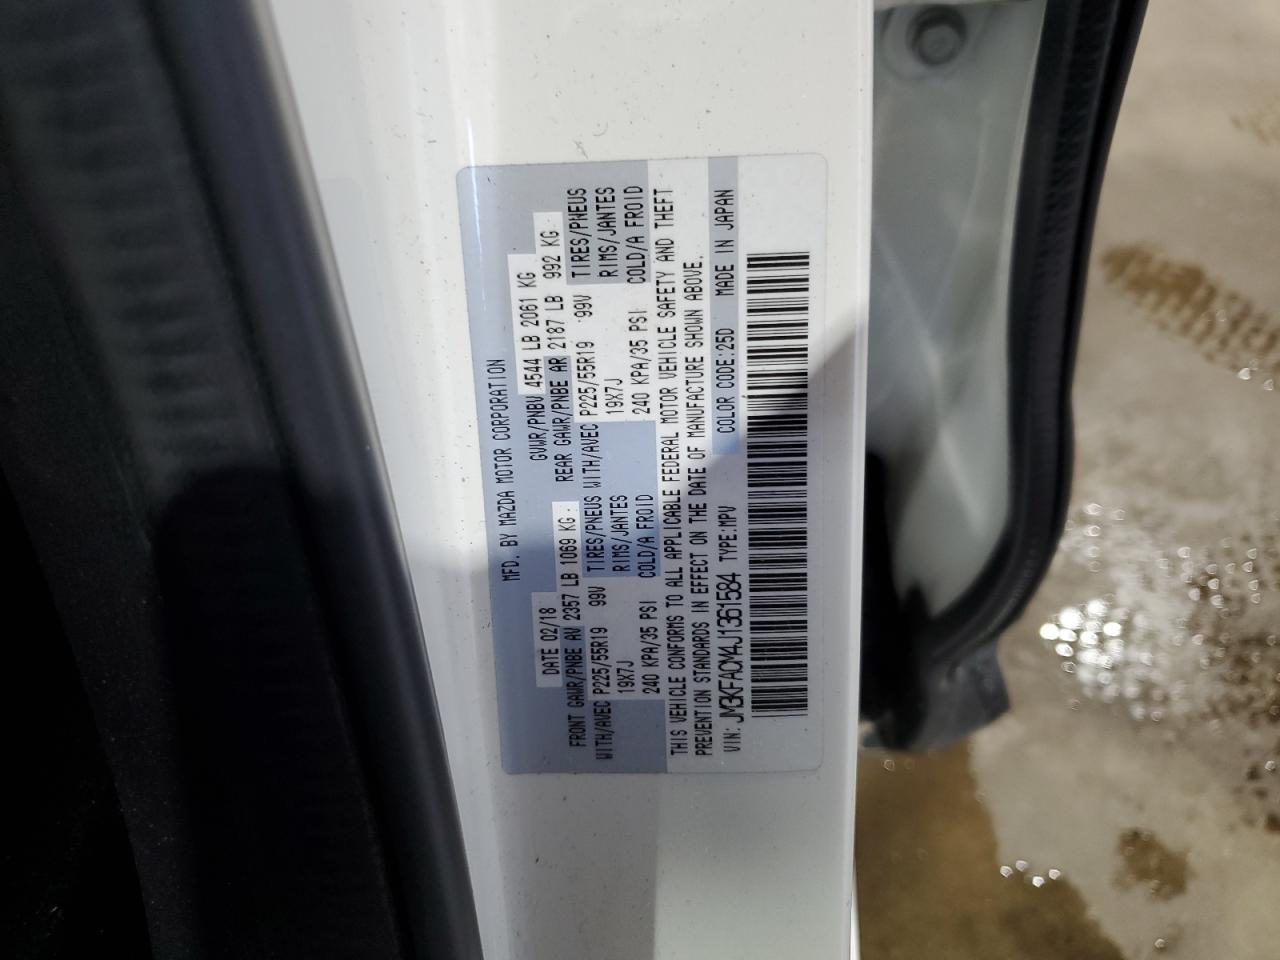 MFD. BY MAZDA MOTOR CORPORATION
DATE 02/18 GVWR/PNBV 4544 LB 2061 KG
FRONT GAWR/PNBE AV 2357 LB 1069 KG REAR GAWR/PNBE AR 2187 LB 992 KG
WITH/AVEC P225/55R19 99V TIRES/PNEUS WITH/AVEC P225/55R19 99V TIRES/PNEUS
19X7J RIMS/JANTES 19X7J RIMS/JANTES
240 KPA/35 PSI COLD/A FROID 240 KPA/35 PSI COLD/A FROID
THIS VEHICLE CONFORMS TO ALL APPLICABLE FEDERAL MOTOR VEHICLE SAFETY AND THEFT
PREVENTION STANDARDS IN EFFECT ON THE DATE OF MANUFACTURE SHOWN ABOVE.
VIN: JM3KFACM4J1361584 TYPE:MPV COLOR CODE:25D MADE IN JAPAN